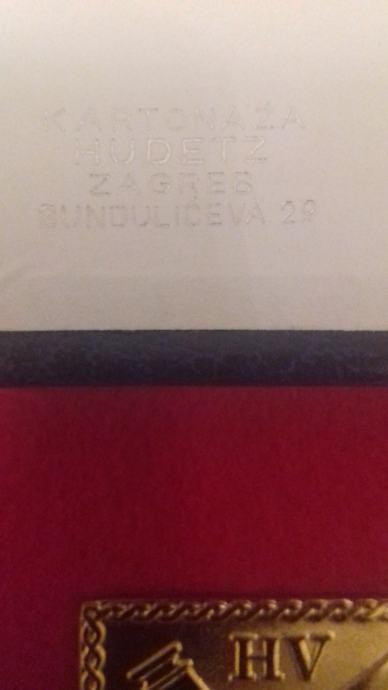 KARTONAŽA
HUDETZ
ZAGREB
GUNDULIĆEVA 29
HV